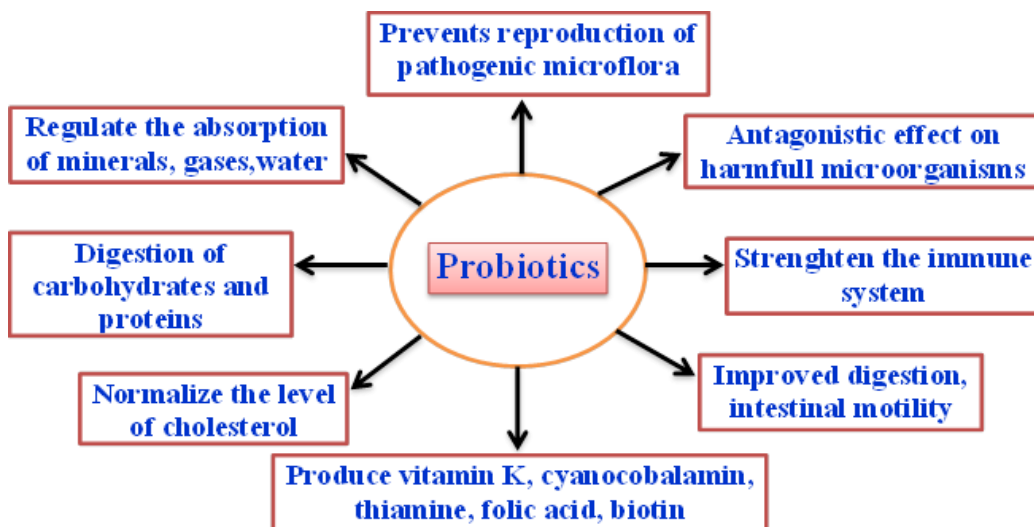 Prevents reproduction of
pathogenic microflora
Regulate the absorption
of minerals, gases,water
Antagonistic effect on
harmfull microorganisms
Digestion of
carbohydrates and
proteins
Probiotics
Strenghten the immune
system
Normalize the level
of cholesterol
Improved digestion,
intestinal motility
Produce vitamin K, cyanocobalamin,
thiamine, folic acid, biotin